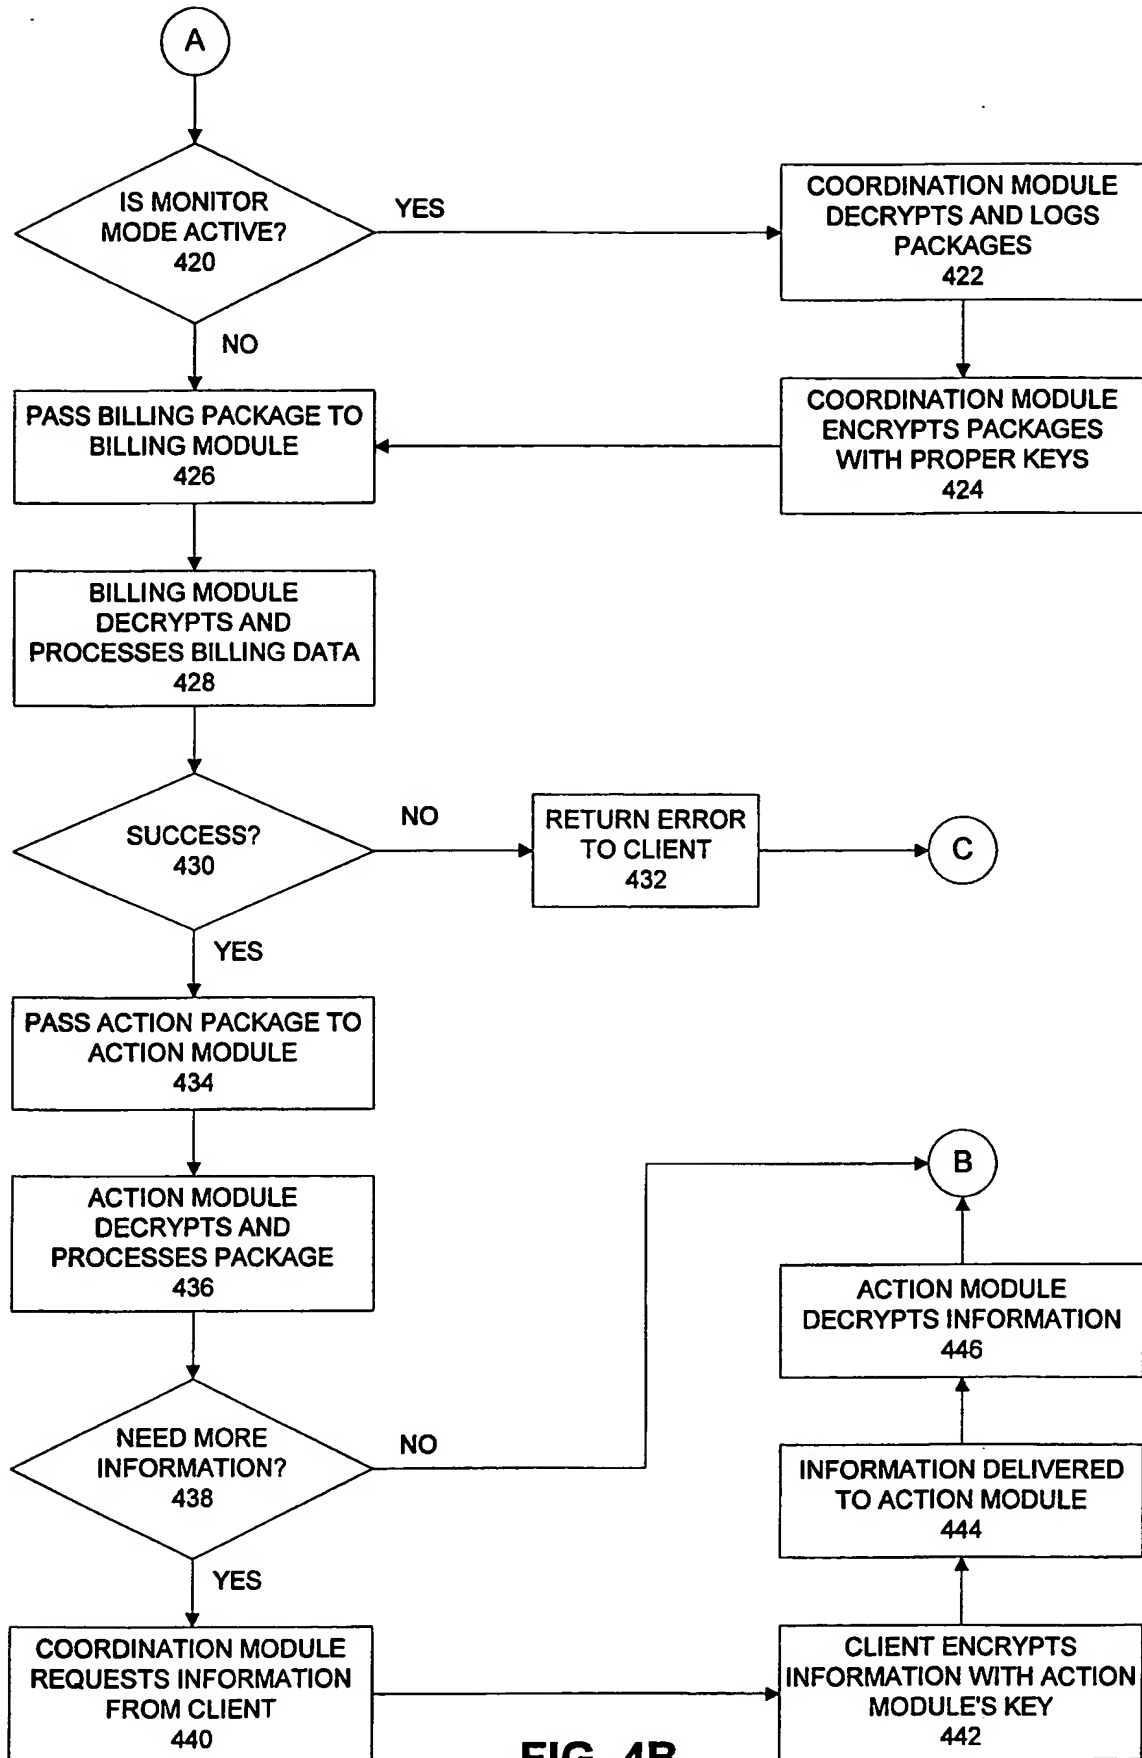 A
IS MONITOR
MODE ACTIVE?
420
YES
NO
COORDINATION MODULE
DECRYPTS AND LOGS
PACKAGES
422
COORDINATION MODULE
ENCRYPTS PACKAGES
WITH PROPER KEYS
424
PASS BILLING PACKAGE TO
BILLING MODULE
426
BILLING MODULE
DECRYPTS AND
PROCESSES BILLING DATA
428
SUCCESS?
430
NO
RETURN ERROR
TO CLIENT
432
C
YES
PASS ACTION PACKAGE TO
ACTION MODULE
434
ACTION MODULE
DECRYPTS AND
PROCESSES PACKAGE
436
NEED MORE
INFORMATION?
438
NO
B
YES
COORDINATION MODULE
REQUESTS INFORMATION
FROM CLIENT
440
CLIENT ENCRYPTS
INFORMATION WITH ACTION
MODULE'S KEY
442
INFORMATION DELIVERED
TO ACTION MODULE
444
ACTION MODULE
DECRYPTS INFORMATION
446
FIG. 4B